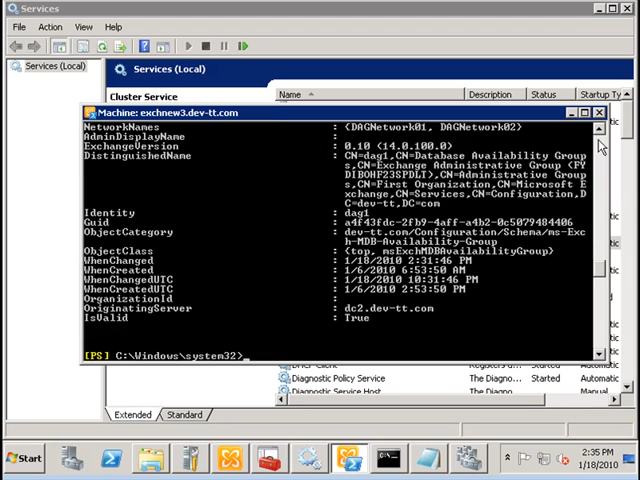 Services
File Action View Help
Services (Local)
Services (Local)
Cluster Service
Name Description Status Startup Ty
Machine: exchnew3.dev-tt.com
NetworkNames : {DAGNetwork01, DAGNetwork02}
AdminDisplayName :
ExchangeVersion : 0.10 (14.0.100.0)
DistinguishedName : CN=dag1,CN=Database Availability Group
s,CN=Exchange Administrative Group (FY
DIBOHF23SPDLT),CN=Administrative Group
s,CN=First Organization,CN=Microsoft E
xchange,CN=Services,CN=Configuration,D
C=dev-tt,DC=com
Identity : dag1
Guid : a4f43fdc-2fb9-4aff-a4b2-0c5079484406
ObjectCategory : dev-tt.com/Configuration/Schema/ms-Exc
h-MDB-Availability-Group
ObjectClass : {top, msExchMDBAvailabilityGroup}
WhenChanged : 1/18/2010 2:31:46 PM
WhenCreated : 1/6/2010 6:53:50 AM
WhenChangedUTC : 1/18/2010 10:31:46 PM
WhenCreatedUTC : 1/6/2010 2:53:50 PM
OrganizationId :
OriginatingServer : dc2.dev-tt.com
IsValid : True
[PS] C:\Windows\system32>_
DHCP Client Registers a Started Automatic
Diagnostic Policy Service The Diagno... Started Automatic
Diagnostic Service Host The Diagno... Manual
Extended Standard
Start
2:35 PM
1/18/2010